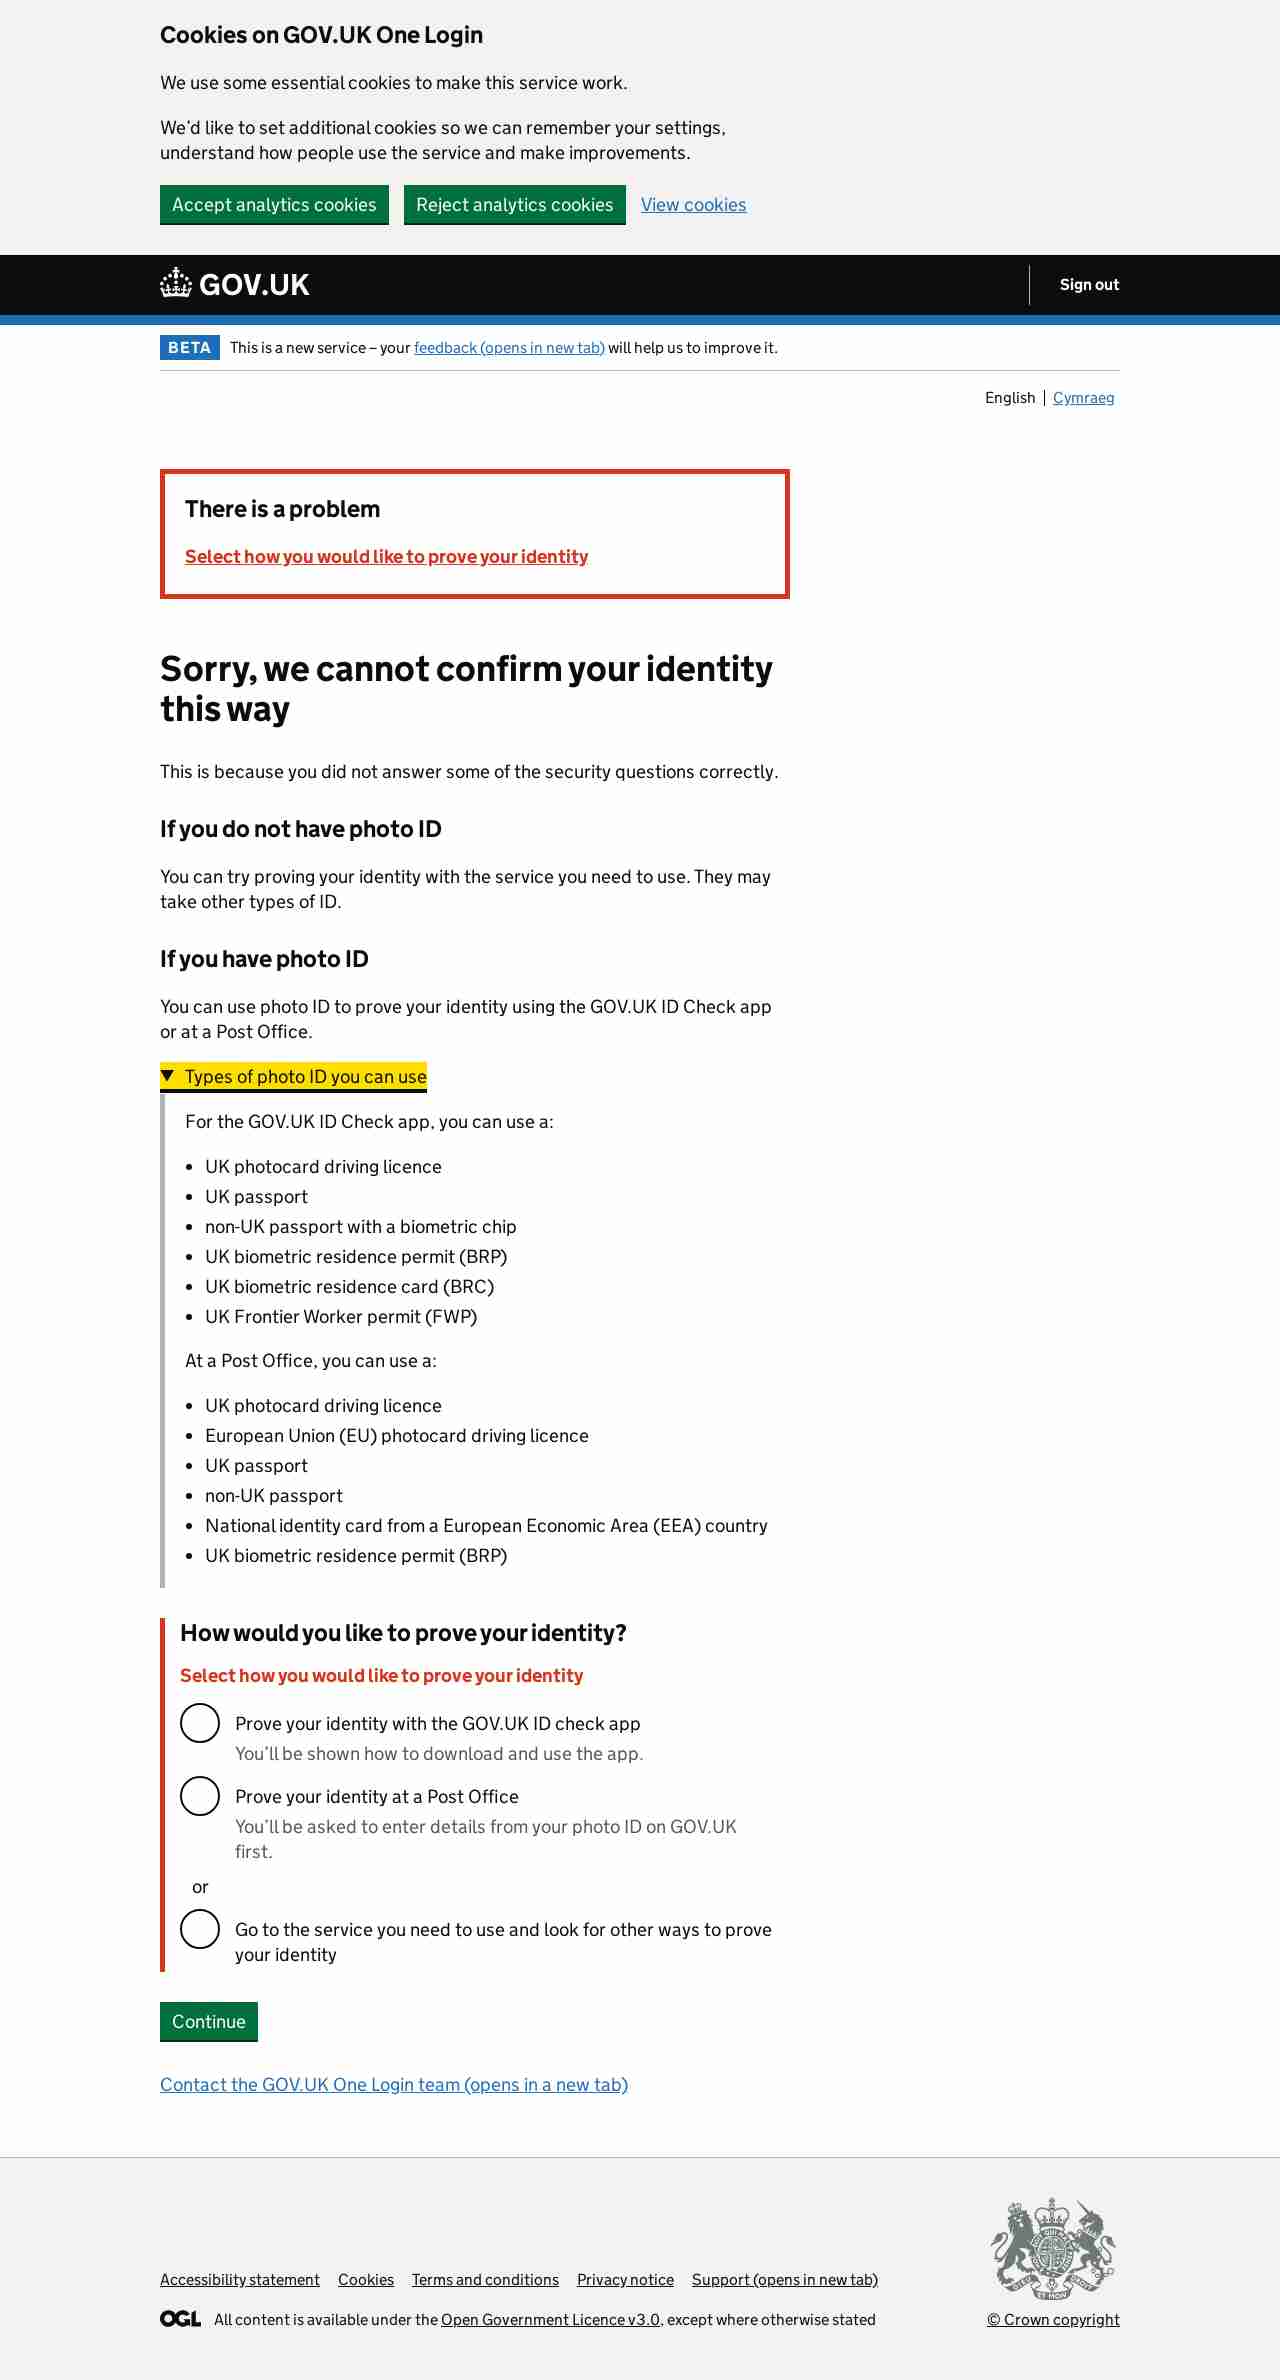 Cookies on GOV.UK One Login
We use some essential cookies to make this service work.
We’d like to set additional cookies so we can remember your settings,
understand how people use the service and make improvements.
Accept analytics cookies Reject analytics cookies View cookies
GOV.UK Sign out
BETA This is a new service – your feedback (opens in new tab) will help us to improve it.
English Cymraeg
There is a problem
Select how you would like to prove your identity
Sorry, we cannot confirm your identity
this way
This is because you did not answer some of the security questions correctly.
If you do not have photo ID
You can try proving your identity with the service you need to use. They may
take other types of ID.
If you have photo ID
You can use photo ID to prove your identity using the GOV.UK ID Check app
or at a Post Office.
Types of photo ID you can use
For the GOV.UK ID Check app, you can use a:
• UK photocard driving licence
• UK passport
• non-UK passport with a biometric chip
• UK biometric residence permit (BRP)
• UK biometric residence card (BRC)
• UK Frontier Worker permit (FWP)
At a Post Office, you can use a:
• UK photocard driving licence
• European Union (EU) photocard driving licence
• UK passport
• non-UK passport
• National identity card from a European Economic Area (EEA) country
• UK biometric residence permit (BRP)
How would you like to prove your identity?
Select how you would like to prove your identity
Prove your identity with the GOV.UK ID check app
You’ll be shown how to download and use the app.
Prove your identity at a Post Office
You’ll be asked to enter details from your photo ID on GOV.UK
first.
or
Go to the service you need to use and look for other ways to prove
your identity
Continue
Contact the GOV.UK One Login team (opens in a new tab)
Accessibility statement Cookies Terms and conditions Privacy notice Support (opens in new tab)
OGL All content is available under the Open Government Licence v3.0, except where otherwise stated
© Crown copyright